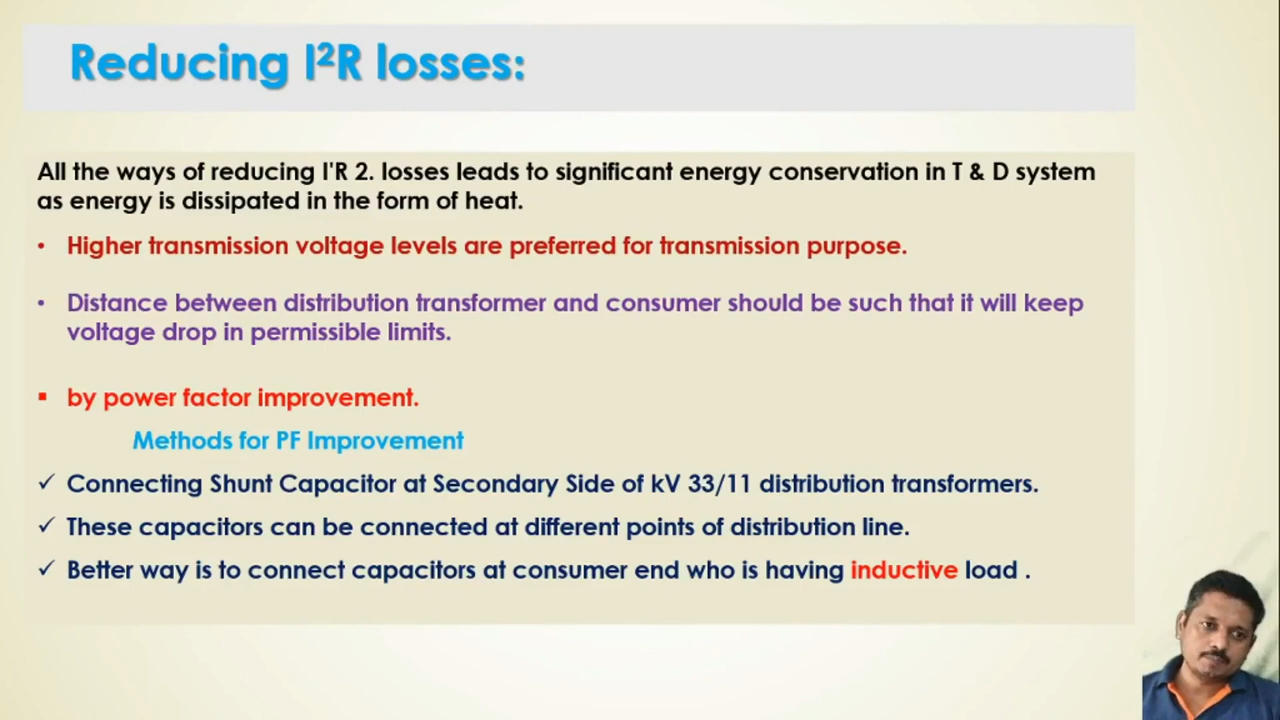 Reducing I²R losses:
All the ways of reducing I'R 2. losses leads to significant energy conservation in T & D system
as energy is dissipated in the form of heat.
• Higher transmission voltage levels are preferred for transmission purpose.
• Distance between distribution transformer and consumer should be such that it will keep
voltage drop in permissible limits.
▪ by power factor improvement.
Methods for PF Improvement
✓ Connecting Shunt Capacitor at Secondary Side of kV 33/11 distribution transformers.
✓ These capacitors can be connected at different points of distribution line.
✓ Better way is to connect capacitors at consumer end who is having inductive load .